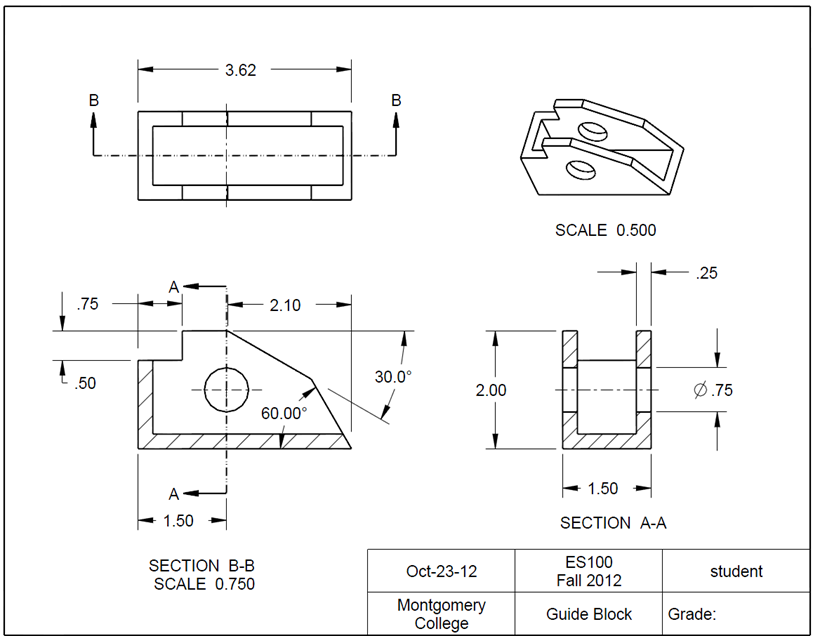 3.62
B
B
SCALE 0.500
A
.75
2.10
.50
30.0°
60.00°
A
1.50
SECTION B-B
SCALE 0.750
.25
2.00
Ø .75
1.50
SECTION A-A
Oct-23-12
ES100
Fall 2012
student
Montgomery
College
Guide Block
Grade: